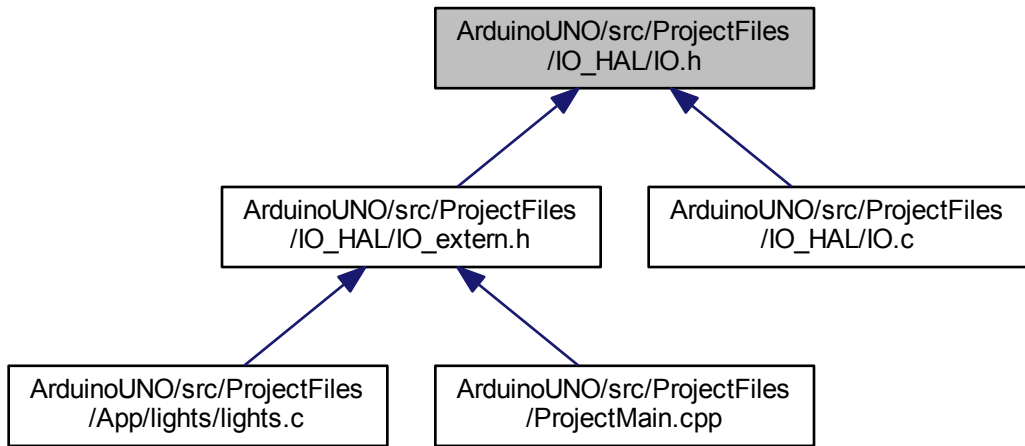 ArduinoUNO/src/ProjectFiles
/IO_HAL/IO.h
ArduinoUNO/src/ProjectFiles
/IO_HAL/IO_extern.h
ArduinoUNO/src/ProjectFiles
/IO_HAL/IO.c
ArduinoUNO/src/ProjectFiles
/App/lights/lights.c
ArduinoUNO/src/ProjectFiles
/ProjectMain.cpp